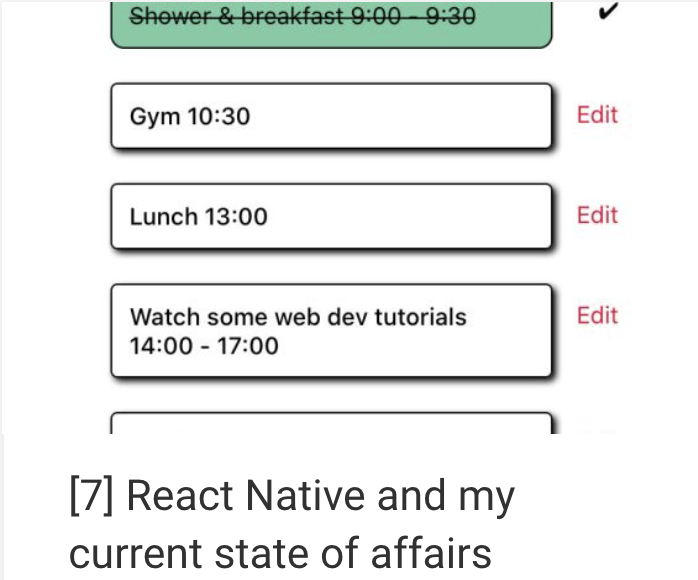 Shower & breakfast 9:00 - 9:30 ✔
Gym 10:30 Edit
Lunch 13:00 Edit
Watch some web dev tutorials Edit
14:00 - 17:00
[7] React Native and my
current state of affairs